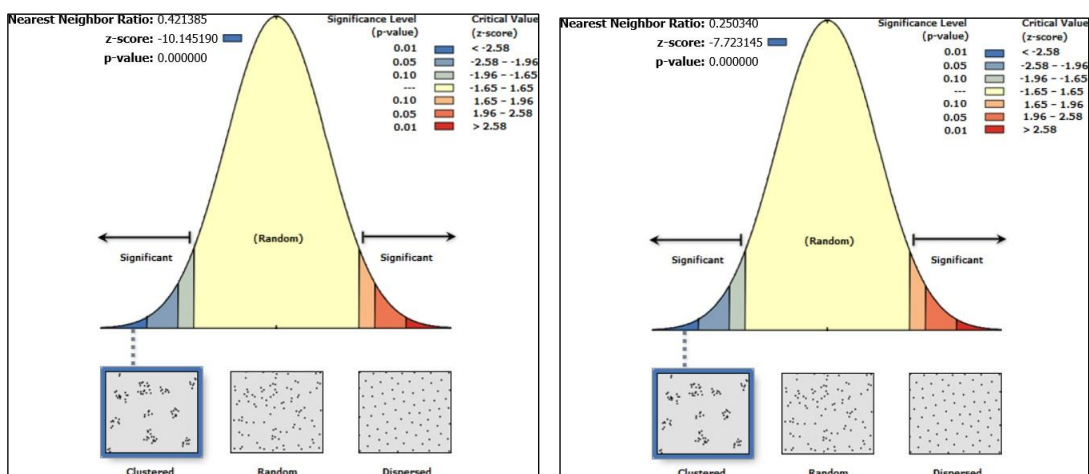 Nearest Neighbor Ratio: 0.421385
z-score: -10.145190
p-value: 0.000000
Significance Level
(p-value)
Critical Value
(z-score)
0.01 < -2.58
0.05 -2.58 – -1.96
0.10 -1.96 – -1.65
--- -1.65 – 1.65
0.10 1.65 – 1.96
0.05 1.96 – 2.58
0.01 > 2.58
(Random)
Significant
Significant
Clustered
Random
Dispersed
Nearest Neighbor Ratio: 0.250340
z-score: -7.723145
p-value: 0.000000
Significance Level
(p-value)
Critical Value
(z-score)
0.01 < -2.58
0.05 -2.58 – -1.96
0.10 -1.96 – -1.65
--- -1.65 – 1.65
0.10 1.65 – 1.96
0.05 1.96 – 2.58
0.01 > 2.58
(Random)
Significant
Significant
Clustered
Random
Dispersed